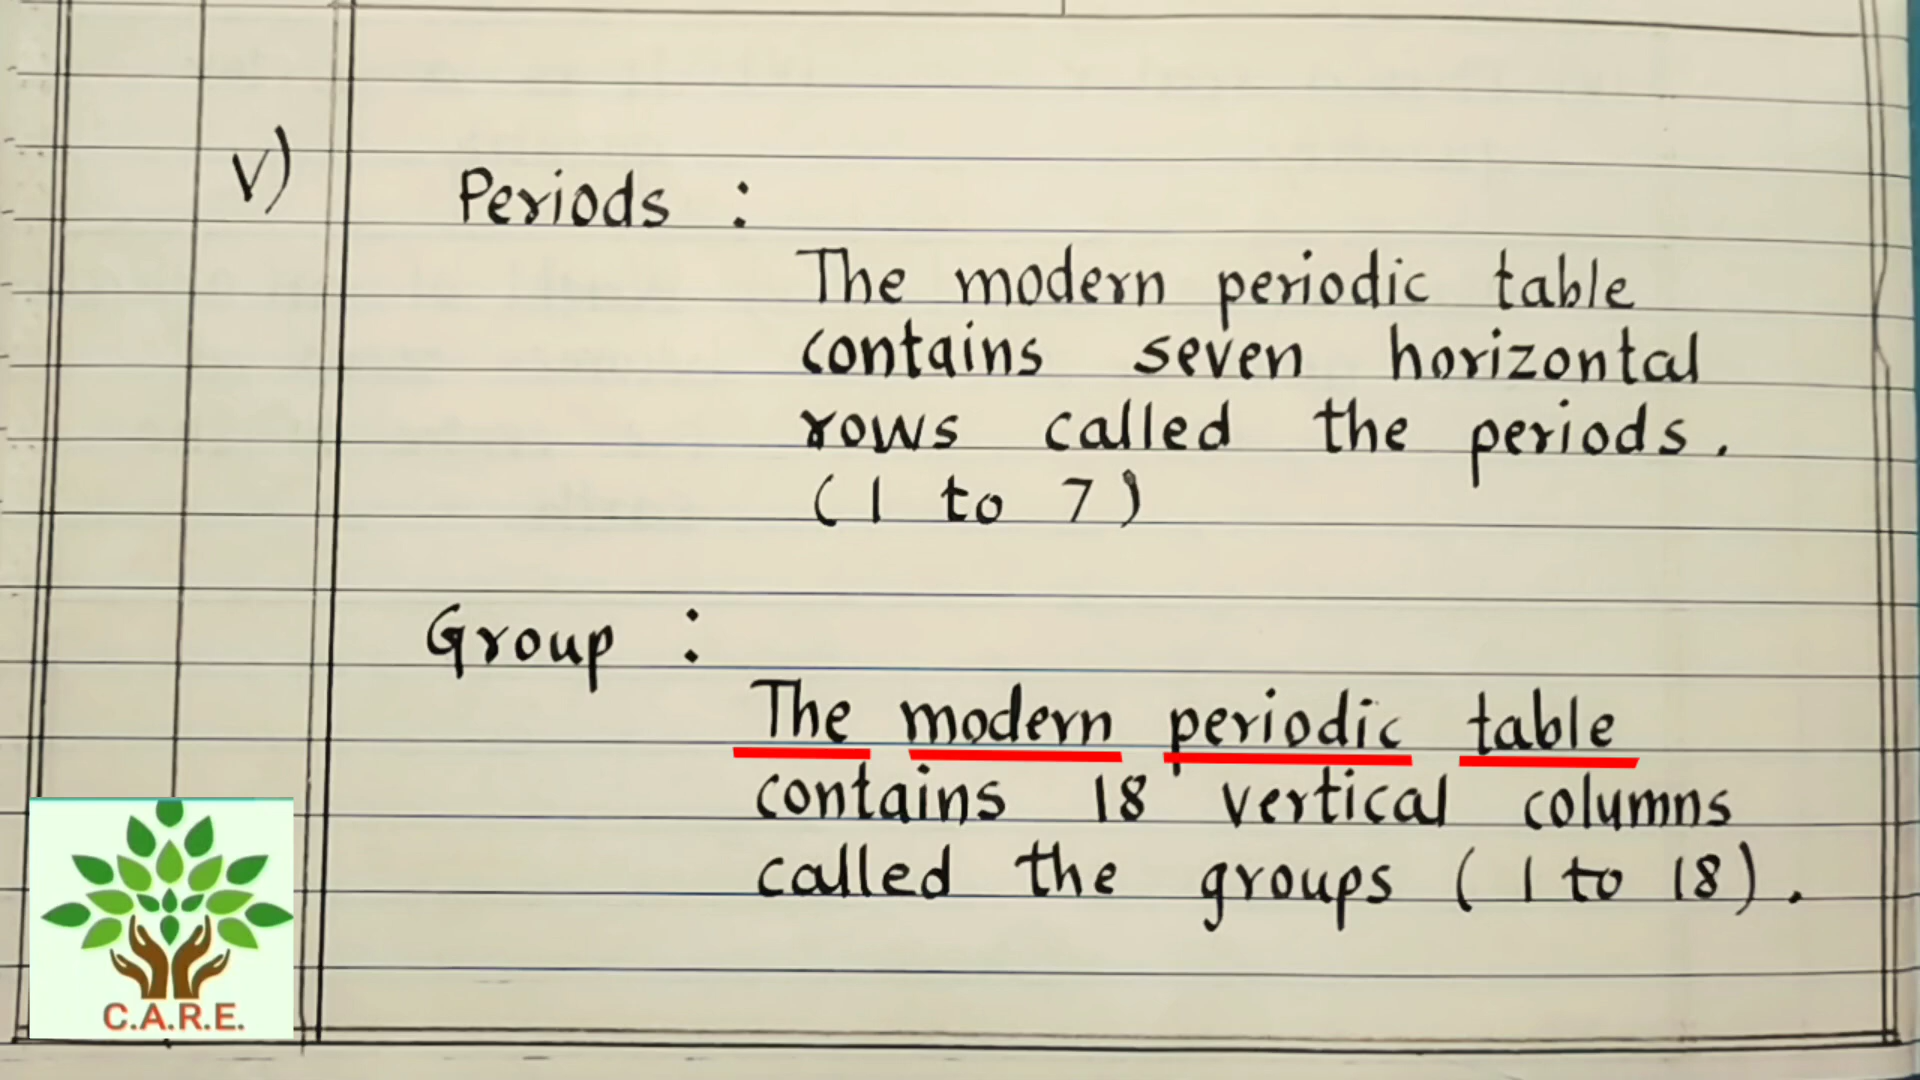 v)
Periods :
The modern periodic table
contains seven horizontal
rows called the periods.
(1 to 7)
Group :
The modern periodic table
contains 18 vertical columns
called the groups (1 to 18).
C.A.R.E.